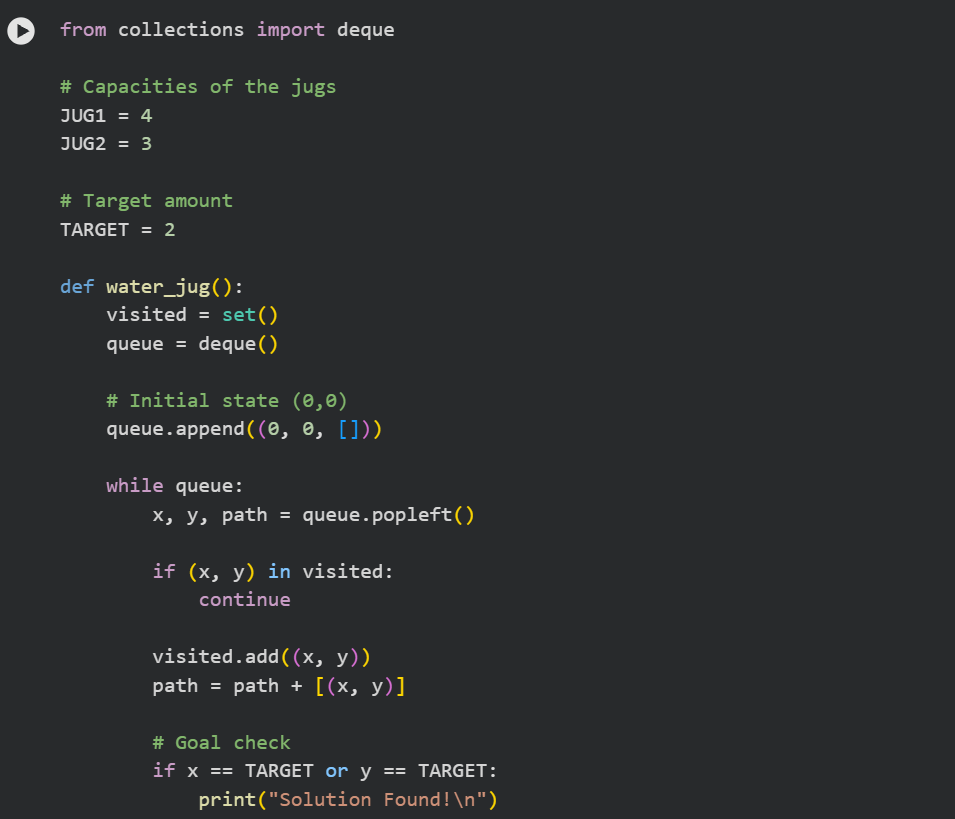 from collections import deque
# Capacities of the jugs
JUG1 = 4
JUG2 = 3
# Target amount
TARGET = 2
def water_jug():
    visited = set()
    queue = deque()
    # Initial state (0,0)
    queue.append((0, 0, []))
    while queue:
        x, y, path = queue.popleft()
        if (x, y) in visited:
            continue
        visited.add((x, y))
        path = path + [(x, y)]
        # Goal check
        if x == TARGET or y == TARGET:
            print("Solution Found!\n")